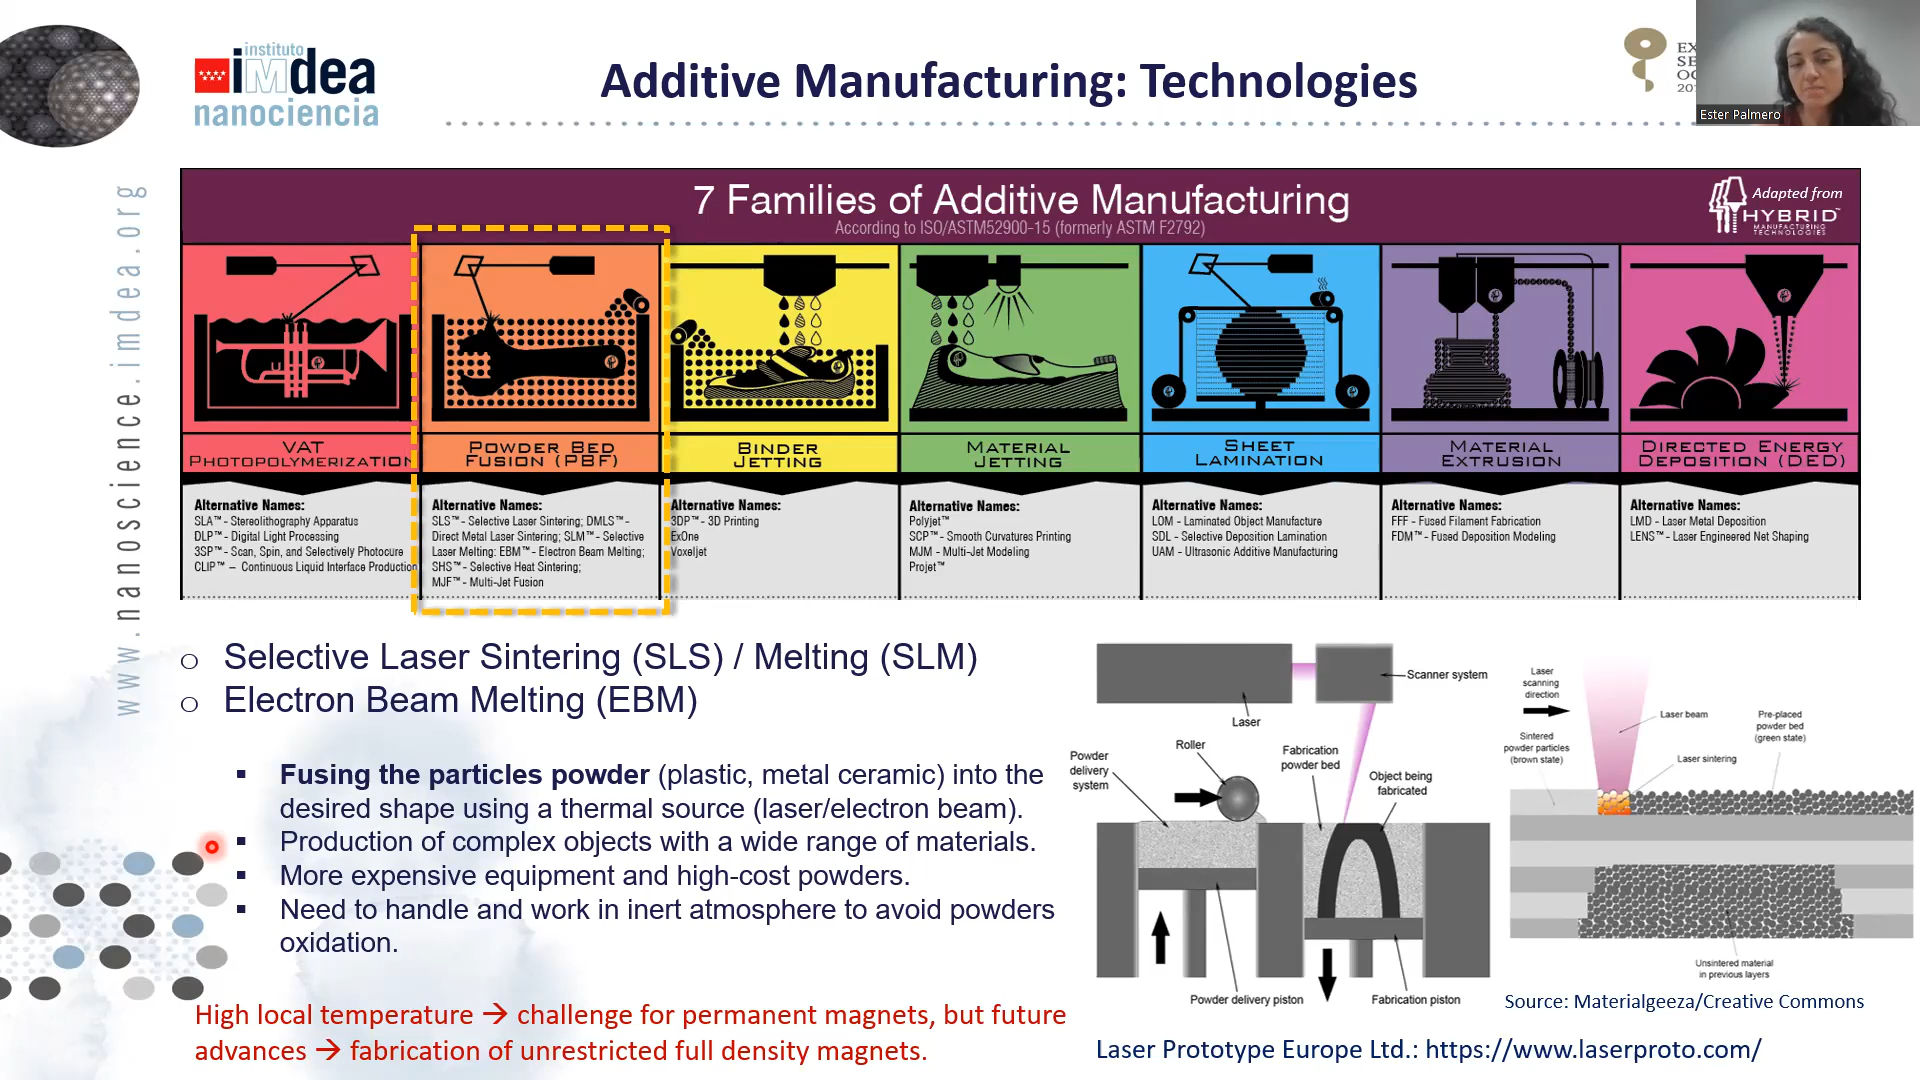 instituto
imdea
nanociencia
Additive Manufacturing: Technologies
EX
SE
OC
20
Ester Palmero
www.nanoscience.imdea.org
7 Families of Additive Manufacturing
According to ISO/ASTM52900-15 (formerly ASTM F2792)
Adapted from
HYBRID™
MANUFACTURING
TECHNOLOGIES
VAT
PHOTOPOLYMERIZATION
Alternative Names:
SLA™- Stereolithography Apparatus
DLP™- Digital Light Processing
3SP™- Scan, Spin, and Selectively Photocure
CLIP™ – Continuous Liquid Interface Production
POWDER BED
FUSION (PBF)
Alternative Names:
SLS™- Selective Laser Sintering; DMLS™-
Direct Metal Laser Sintering; SLM™- Selective
Laser Melting: EBM™- Electron Beam Melting;
SHS™- Selective Heat Sintering;
MJF™- Multi-Jet Fusion
BINDER
JETTING
Alternative Names:
3DP™- 3D Printing
ExOne
Voxeljet
MATERIAL
JETTING
Alternative Names:
Polyjet™
SCP™- Smooth Curvatures Printing
MJM - Multi-Jet Modeling
Projet™
SHEET
LAMINATION
Alternative Names:
LOM - Laminated Object Manufacture
SDL - Selective Deposition Lamination
UAM - Ultrasonic Additive Manufacturing
MATERIAL
EXTRUSION
Alternative Names:
FFF - Fused Filament Fabrication
FDM™- Fused Deposition Modeling
DIRECTED ENERGY
DEPOSITION (DED)
Alternative Names:
LMD - Laser Metal Deposition
LENS™- Laser Engineered Net Shaping
o Selective Laser Sintering (SLS) / Melting (SLM)
o Electron Beam Melting (EBM)
▪ Fusing the particles powder (plastic, metal ceramic) into the
desired shape using a thermal source (laser/electron beam).
▪ Production of complex objects with a wide range of materials.
▪ More expensive equipment and high-cost powders.
▪ Need to handle and work in inert atmosphere to avoid powders
oxidation.
High local temperature → challenge for permanent magnets, but future
advances → fabrication of unrestricted full density magnets.
Scanner system
Laser
Roller
Powder
delivery
system
Fabrication
powder bed
Object being
fabricated
Powder delivery piston
Fabrication piston
Laser
scanning
direction
Laser beam
Pre-placed
powder bed
(green state)
Sintered
powder particles
(brown state)
Laser sintering
Unsintered material
in previous layers
Source: Materialgeeza/Creative Commons
Laser Prototype Europe Ltd.: https://www.laserproto.com/